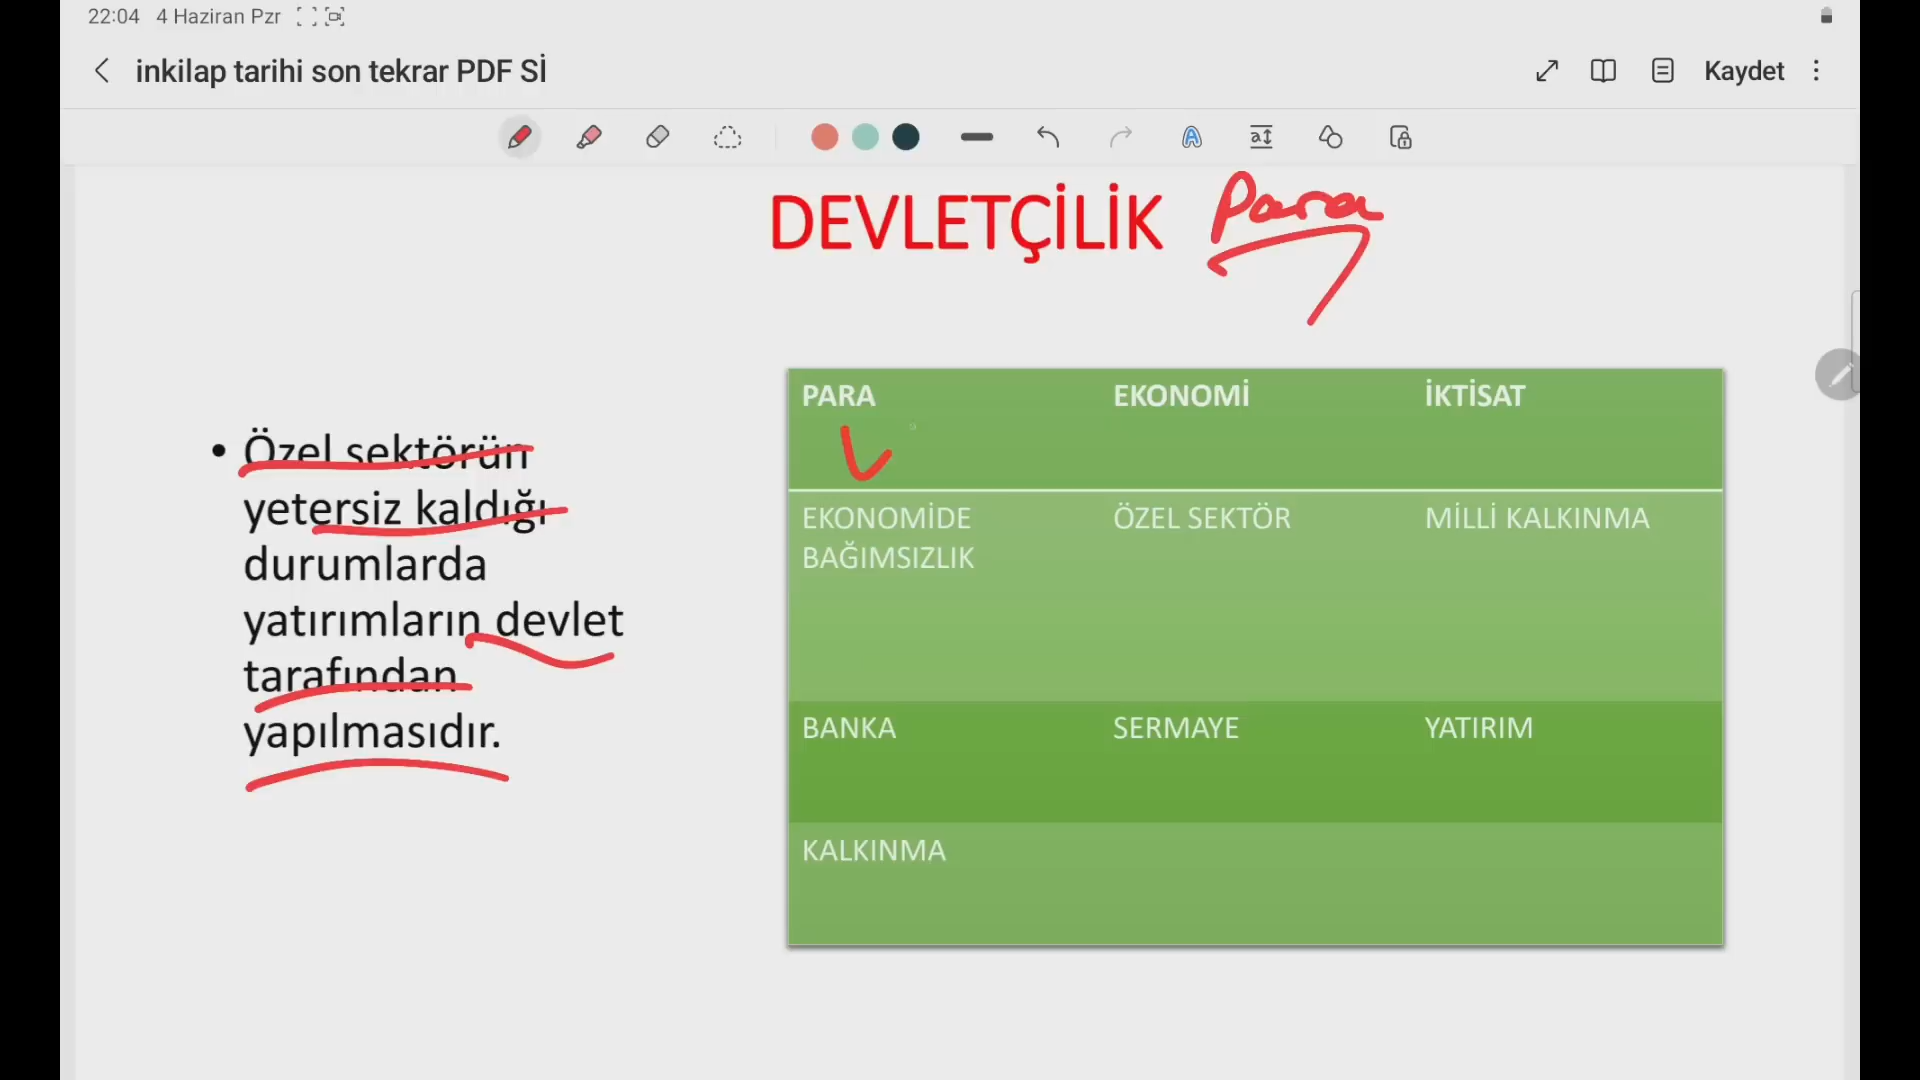 22:04 4 Haziran Pzr
inkilap tarihi son tekrar PDF Sİ
Kaydet
DEVLETÇİLİK Para
• Özel sektörün
yetersiz kaldığı
durumlarda
yatırımların devlet
tarafından
yapılmasıdır.
PARA EKONOMİ İKTİSAT
EKONOMİDE ÖZEL SEKTÖR MİLLİ KALKINMA
BAĞIMSIZLIK
BANKA SERMAYE YATIRIM
KALKINMA